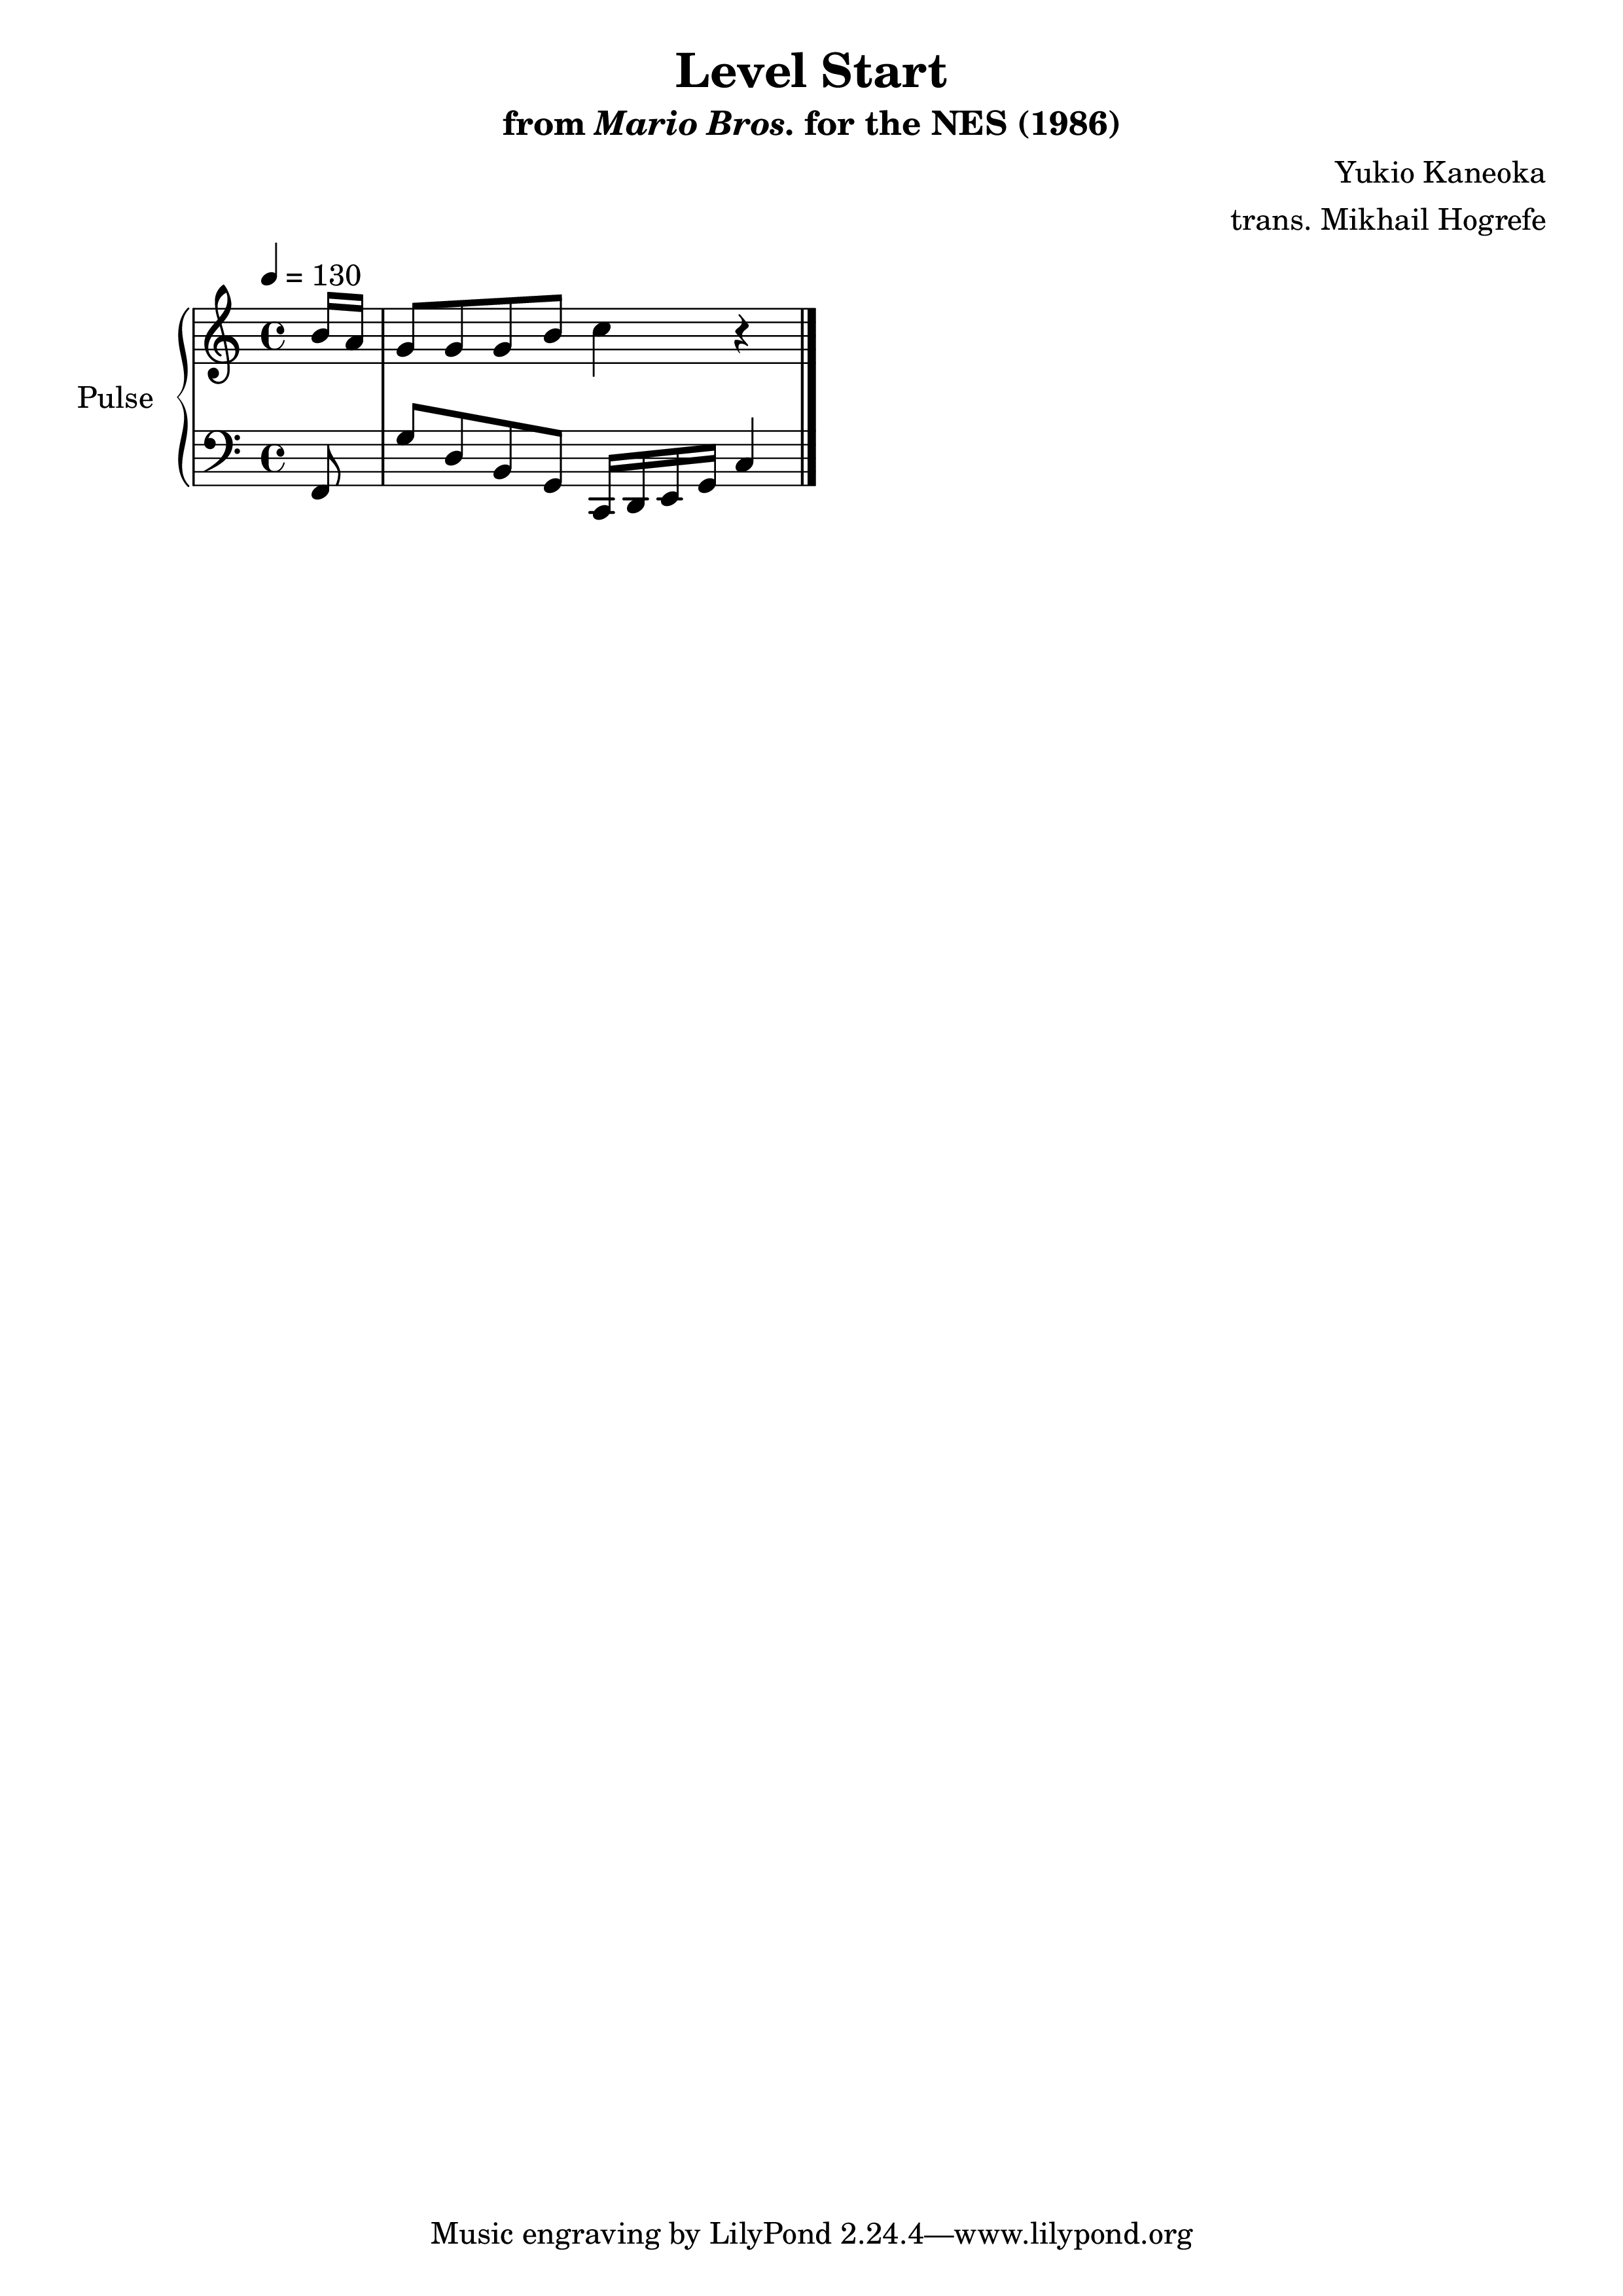 Level Start
from Mario Bros. for the NES (1986)
Yukio Kaneoka
trans. Mikhail Hogrefe
= 130
Pulse
Music engraving by LilyPond 2.24.4—www.lilypond.org